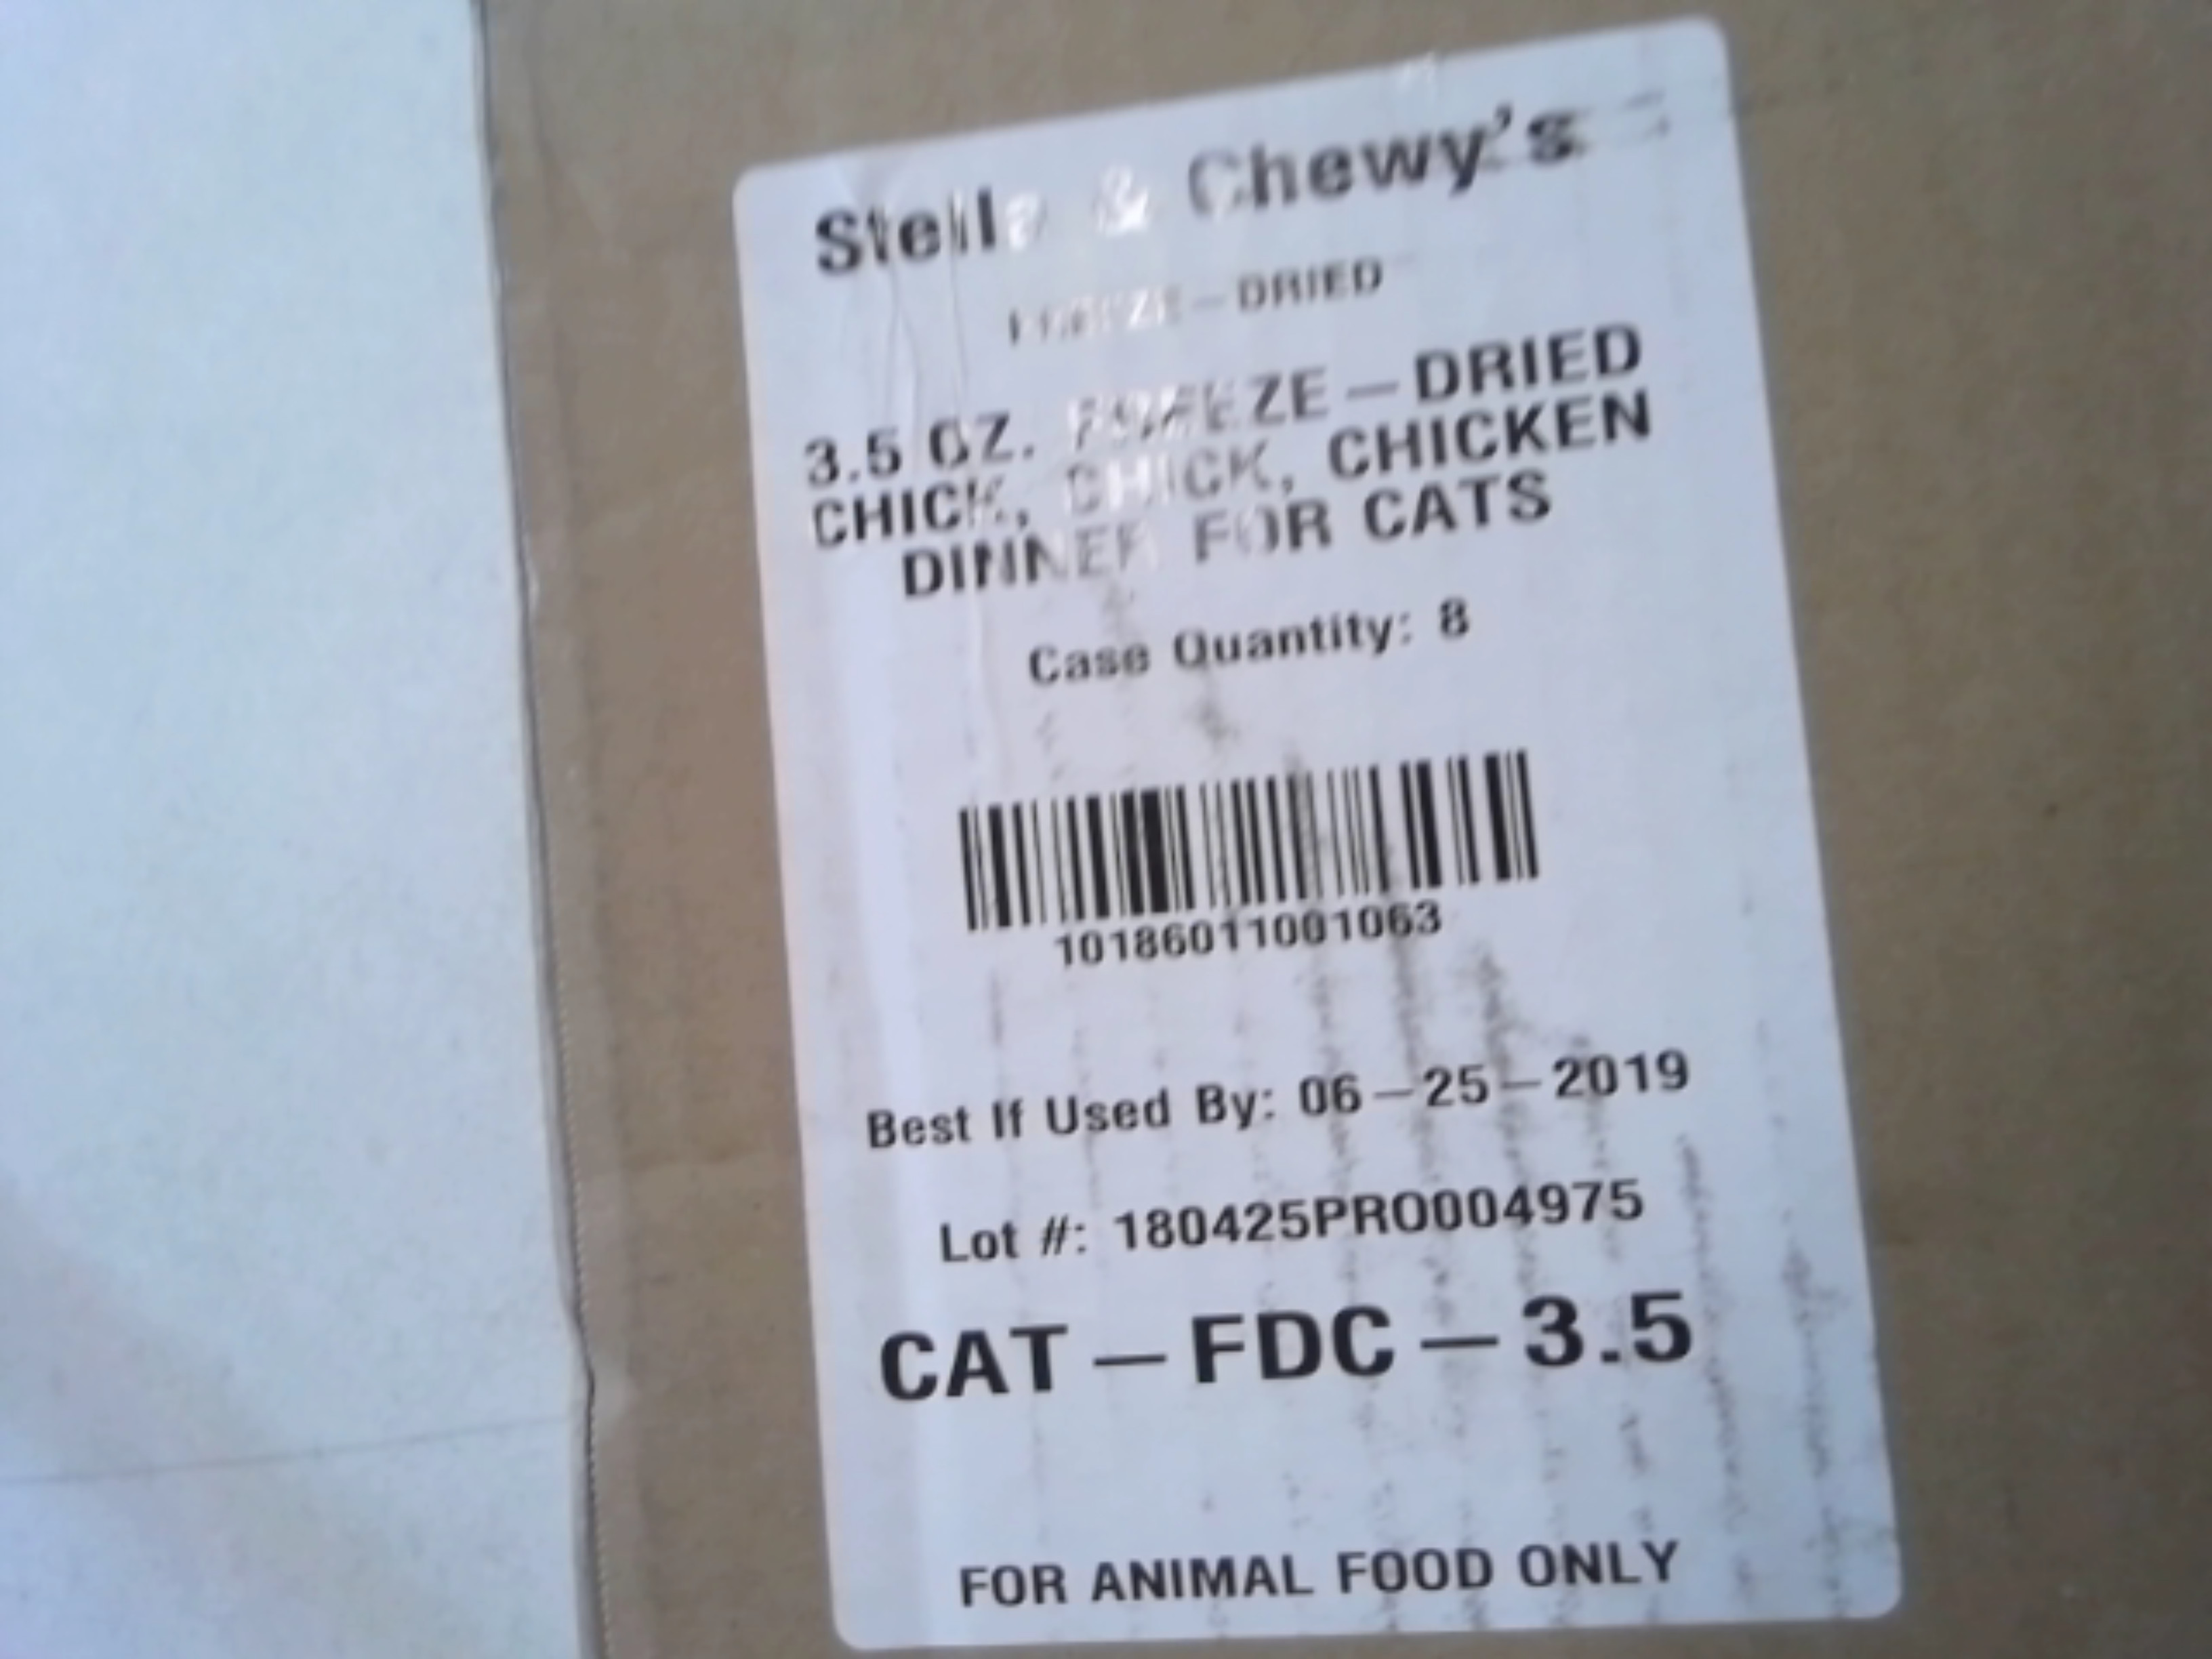 Stella & Chewy's
FREEZE-DRIED
3.5 OZ. FREEZE-DRIED
CHICK, CHICK, CHICKEN
DINNER FOR CATS
Case Quantity: 8
10186011001063
Best If Used By: 06-25-2019
Lot #: 180425PRO004975
CAT-FDC-3.5
FOR ANIMAL FOOD ONLY